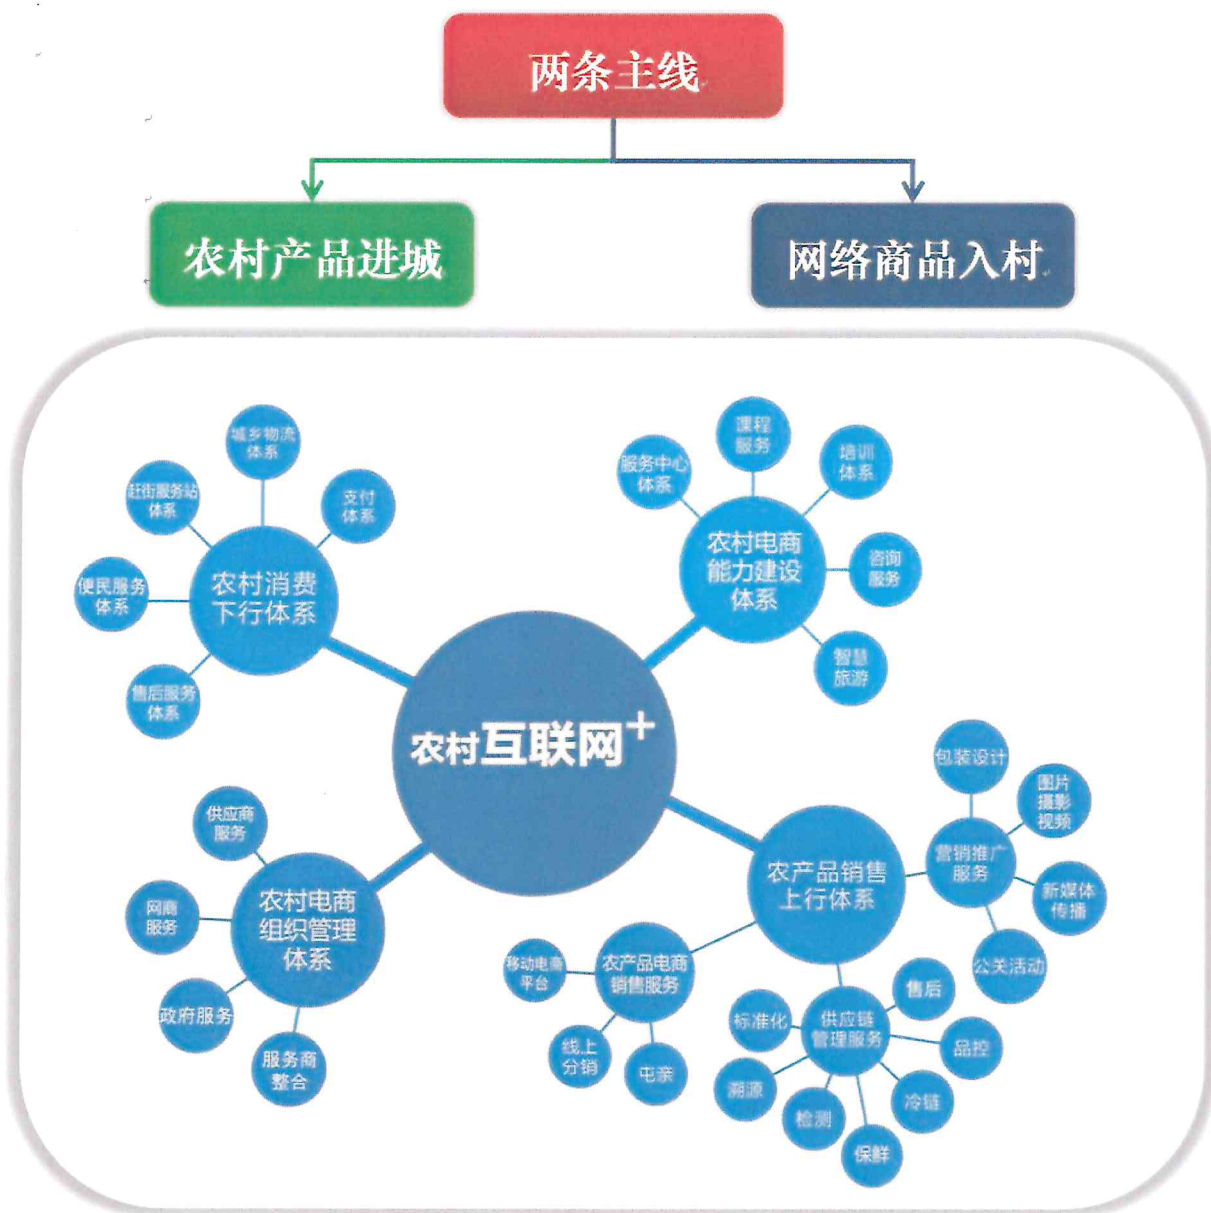 两条主线
农村产品进城
网络商品入村
城乡物流
体系
赶街服务站
体系
支付
体系
便民服务
体系
农村消费
下行体系
售后服务
体系
课程
服务
服务中心
体系
培训
体系
农村电商
能力建设
体系
咨询
服务
智慧
旅游
农村互联网+
供应商
服务
网商
服务
农村电商
组织管理
体系
政府服务
服务商
整合
农产品销售
上行体系
包装设计
图片
摄影
视频
营销推广
服务
新媒体
传播
公关活动
农产品电商
销售服务
移动电商
平台
线上
分销
屯亲
供应链
管理服务
售后
标准化
品控
溯源
冷链
检测
保鲜